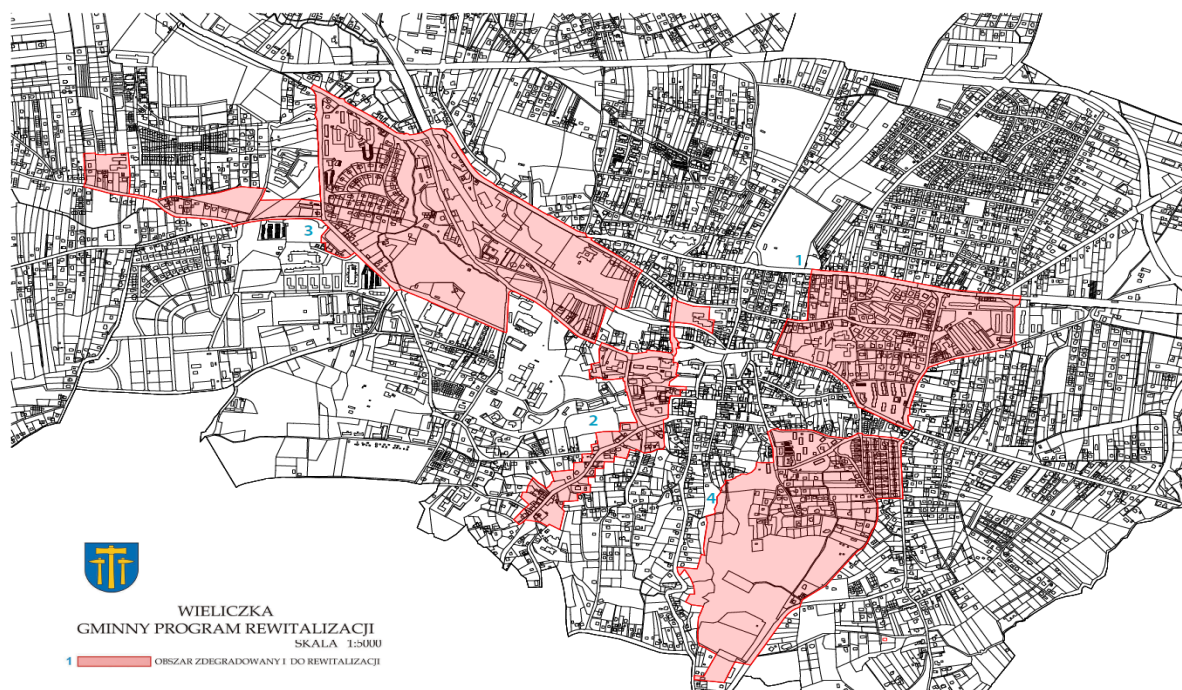 1
3
2
4
WIELICZKA
GMINNY PROGRAM REWITALIZACJI
SKALA 1:5000
1 OBSZAR ZDEGRADOWANY I DO REWITALIZACJI